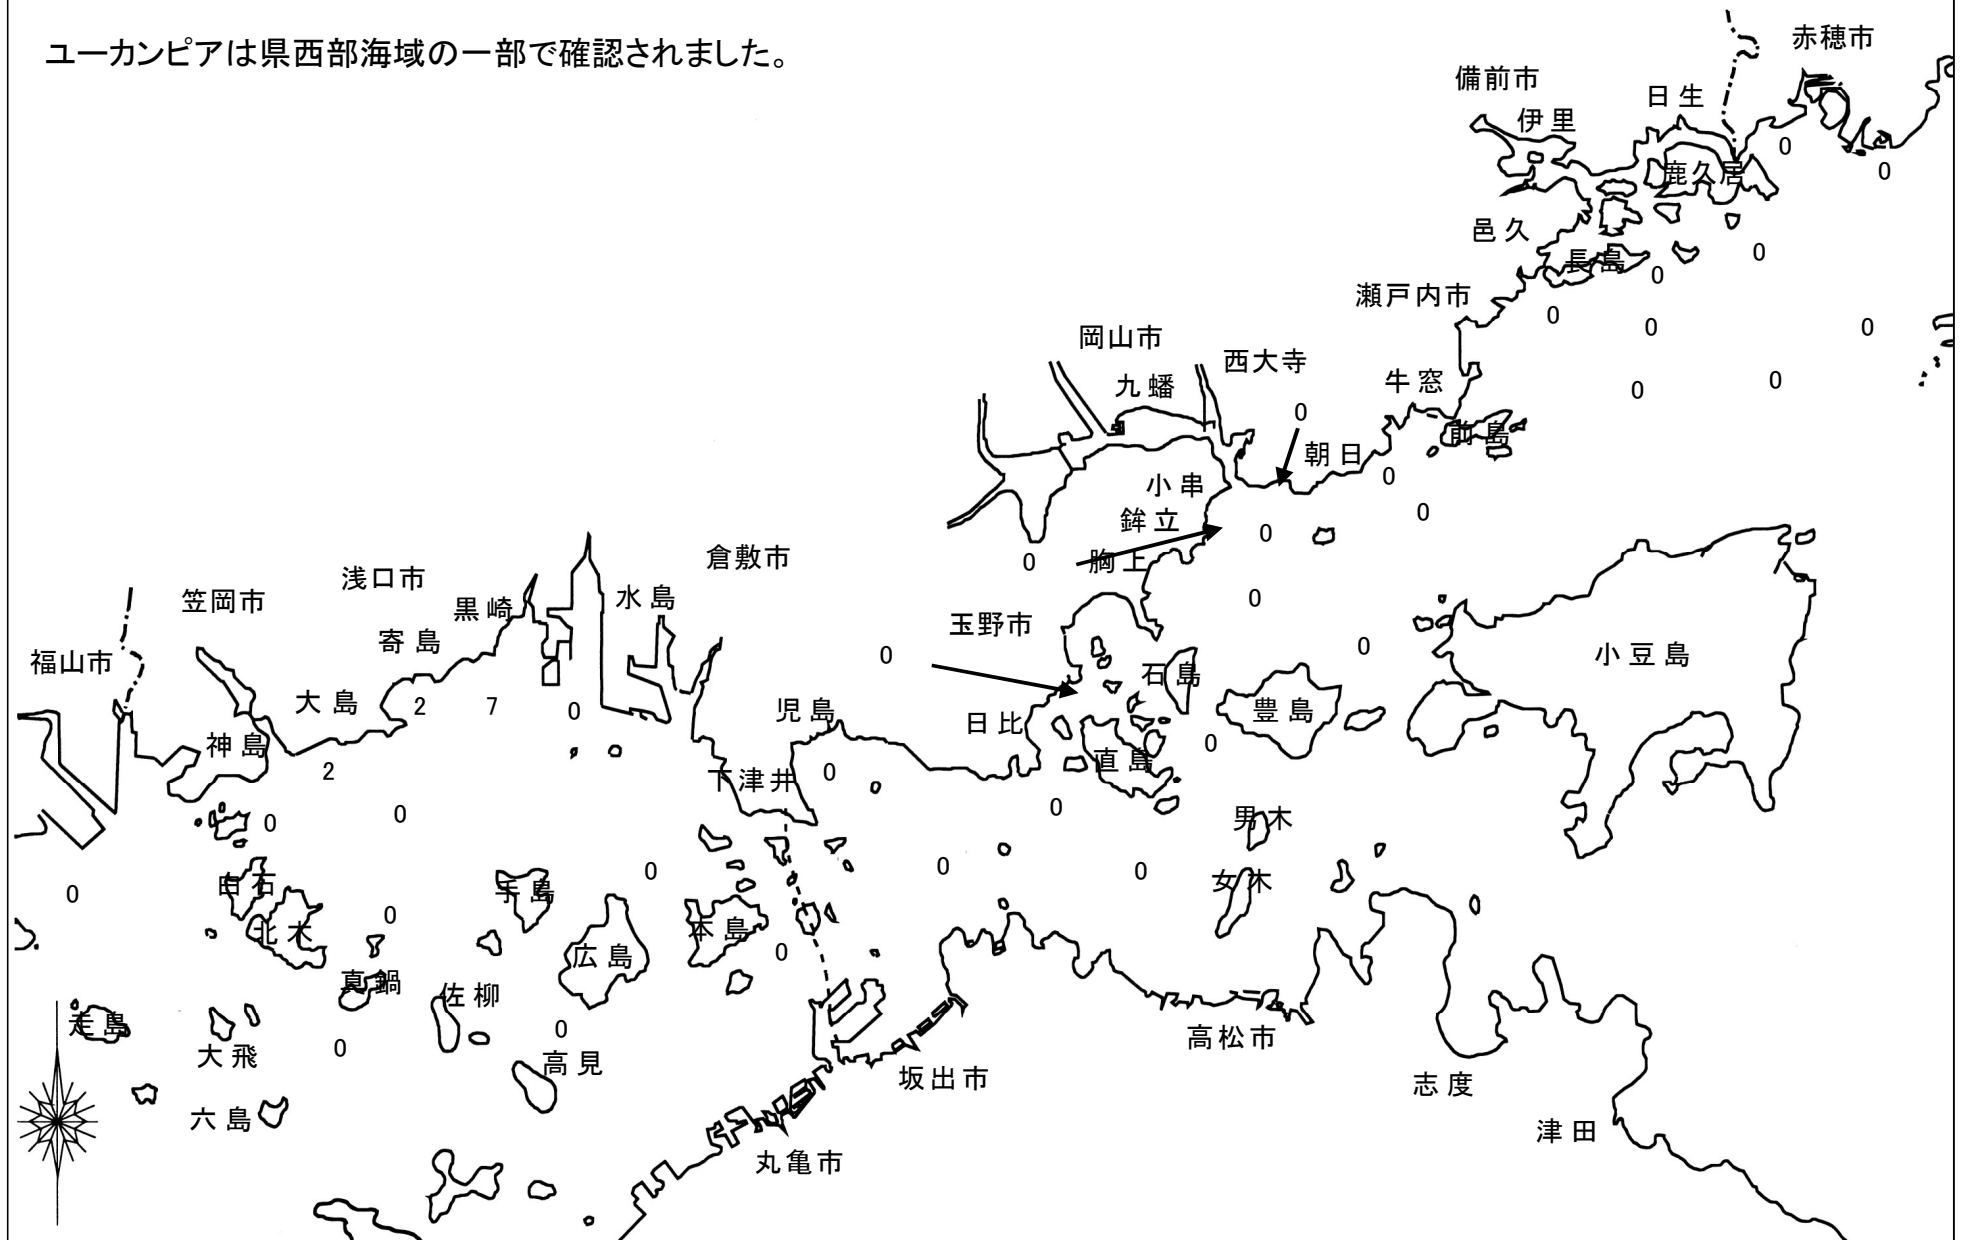 ユーカンピアは県西部海域の一部で確認されました。
赤穂市
備前市
日生
伊里
0
0
鹿久居
邑久
0
長島
0
瀬戸内市
0
0
0
岡山市
西大寺
九蟠
牛窓
0
0
0
前島
朝日
0
小串
0
鉾立
0
胸上
0
倉敷市
浅口市
笠岡市
黒崎
水島
0
玉野市
寄島
0
小豆島
福山市
0
石島
大島
2
7
0
児島
日比
豊島
神島
0
直島
2
下津井
0
0
0
0
男木
0
0
0
女木
白石
0
手島
0
北木
本島
広島
0
真鍋
佐柳
走島
0
高松市
0
大飛
高見
坂出市
志度
六島
津田
丸亀市